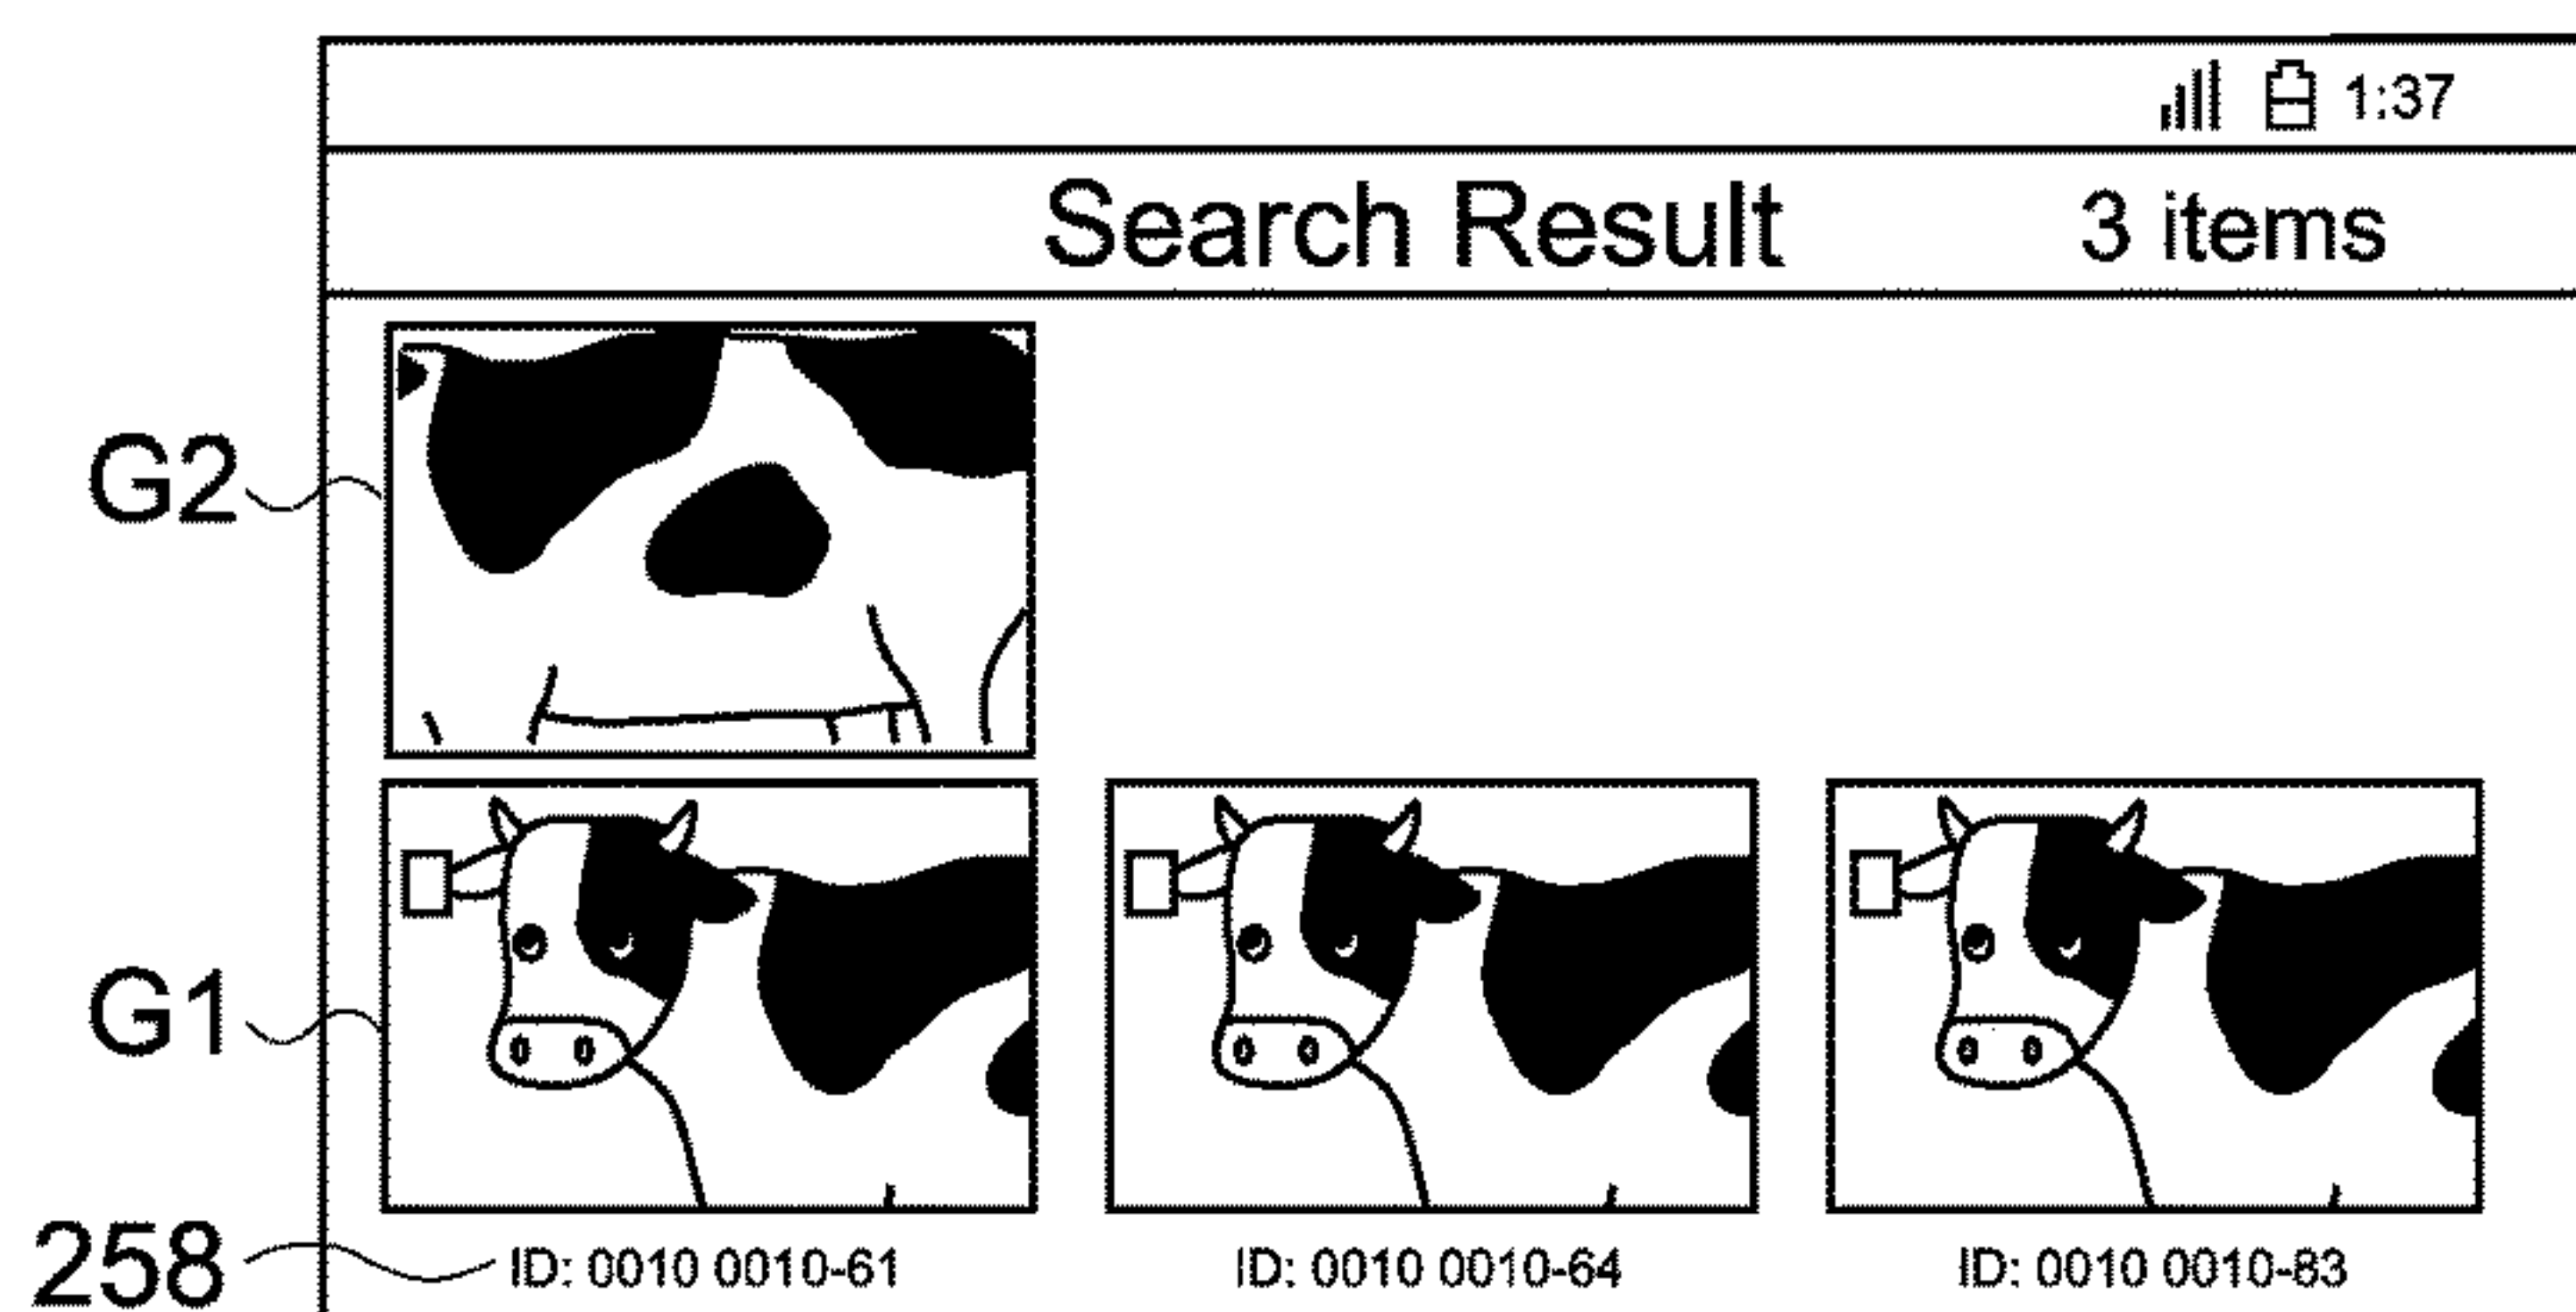 1:37
Search Result 3 items
G2
G1
258 ID: 0010 0010-61 ID: 0010 0010-64 ID: 0010 0010-83